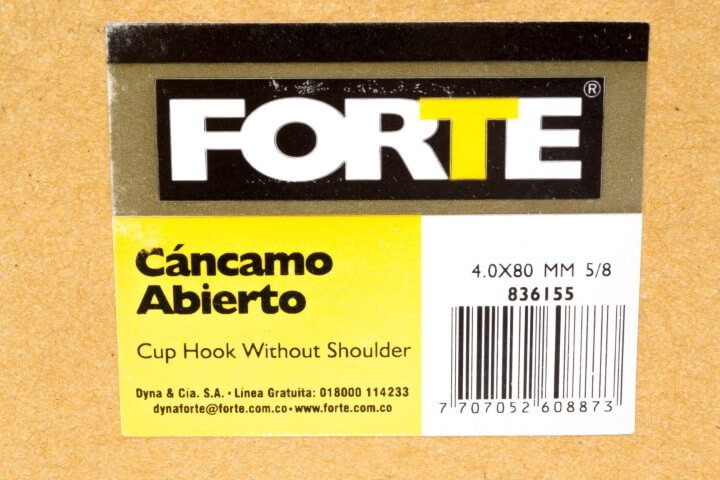 FORTE®
Cáncamo
Abierto
Cup Hook Without Shoulder
Dyna & Cia. S.A. • Línea Gratuita: 018000 114233
dynaforte@forte.com.co • www.forte.com.co
4.0X80 MM 5/8
836155
7 707052 608873